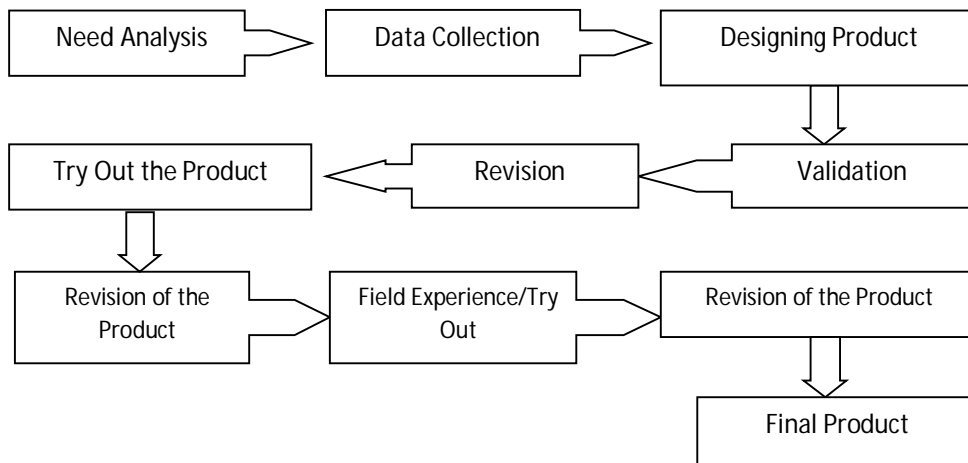 Need Analysis
Data Collection
Designing Product
Validation
Revision
Try Out the Product
Revision of the
Product
Field Experience/Try
Out
Revision of the Product
Final Product